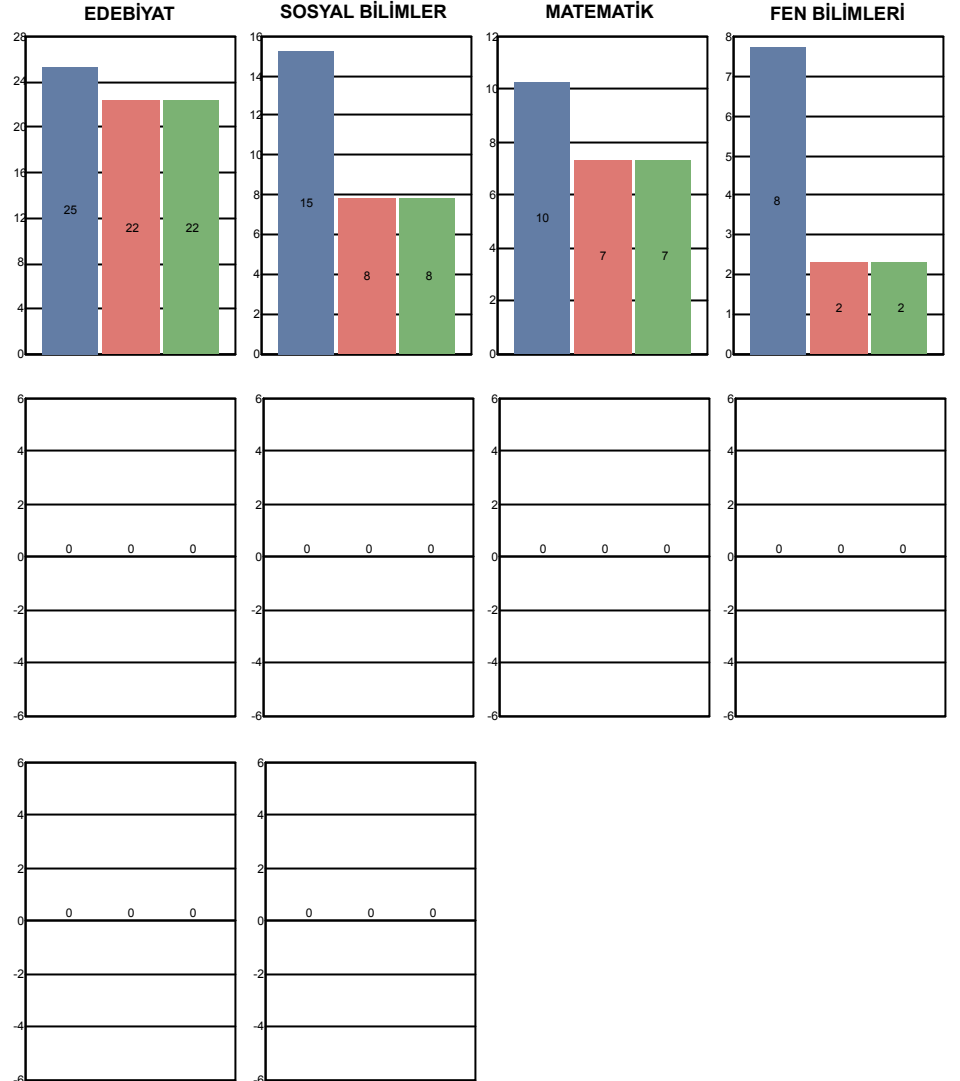 EDEBİYAT SOSYAL BİLİMLER MATEMATİK FEN BİLİMLERİ
28 16 12 8
24 14 10 7
20 12 8 6
16 10 6 5
12 8 4 4
8 6 2 3
4 4 0 2
0 2 1
0 0
25 22 22 15 8 8 10 7 7 8 2 2
6 6 6 6
4 4 4 4
2 2 2 2
0 0 0 0 0 0 0 0 0 0 0 0
0 0 0 0
-2 -2 -2 -2
-4 -4 -4 -4
-6 -6 -6 -6
6 6
4 4
2 2
0 0 0 0 0 0
0 0
-2 -2
-4 -4
-6 -6